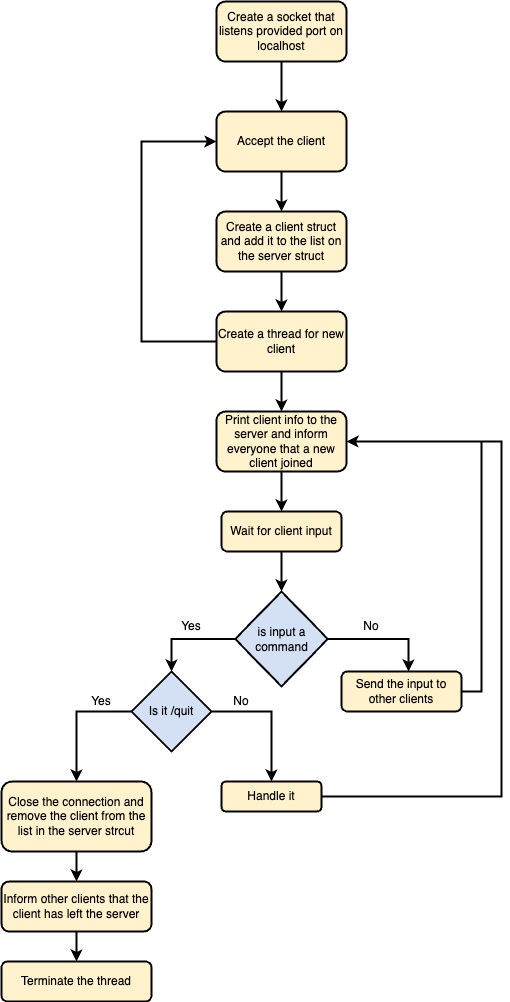 Create a socket that
listens provided port on
localhost
Accept the client
Create a client struct
and add it to the list on
the server struct
Create a thread for new
client
Print client info to the
server and inform
everyone that a new
client joined
Wait for client input
is input a
command
Yes
No
Send the input to
other clients
Is it /quit
Yes
No
Handle it
Close the connection and
remove the client from the
list in the server strcut
Inform other clients that the
client has left the server
Terminate the thread